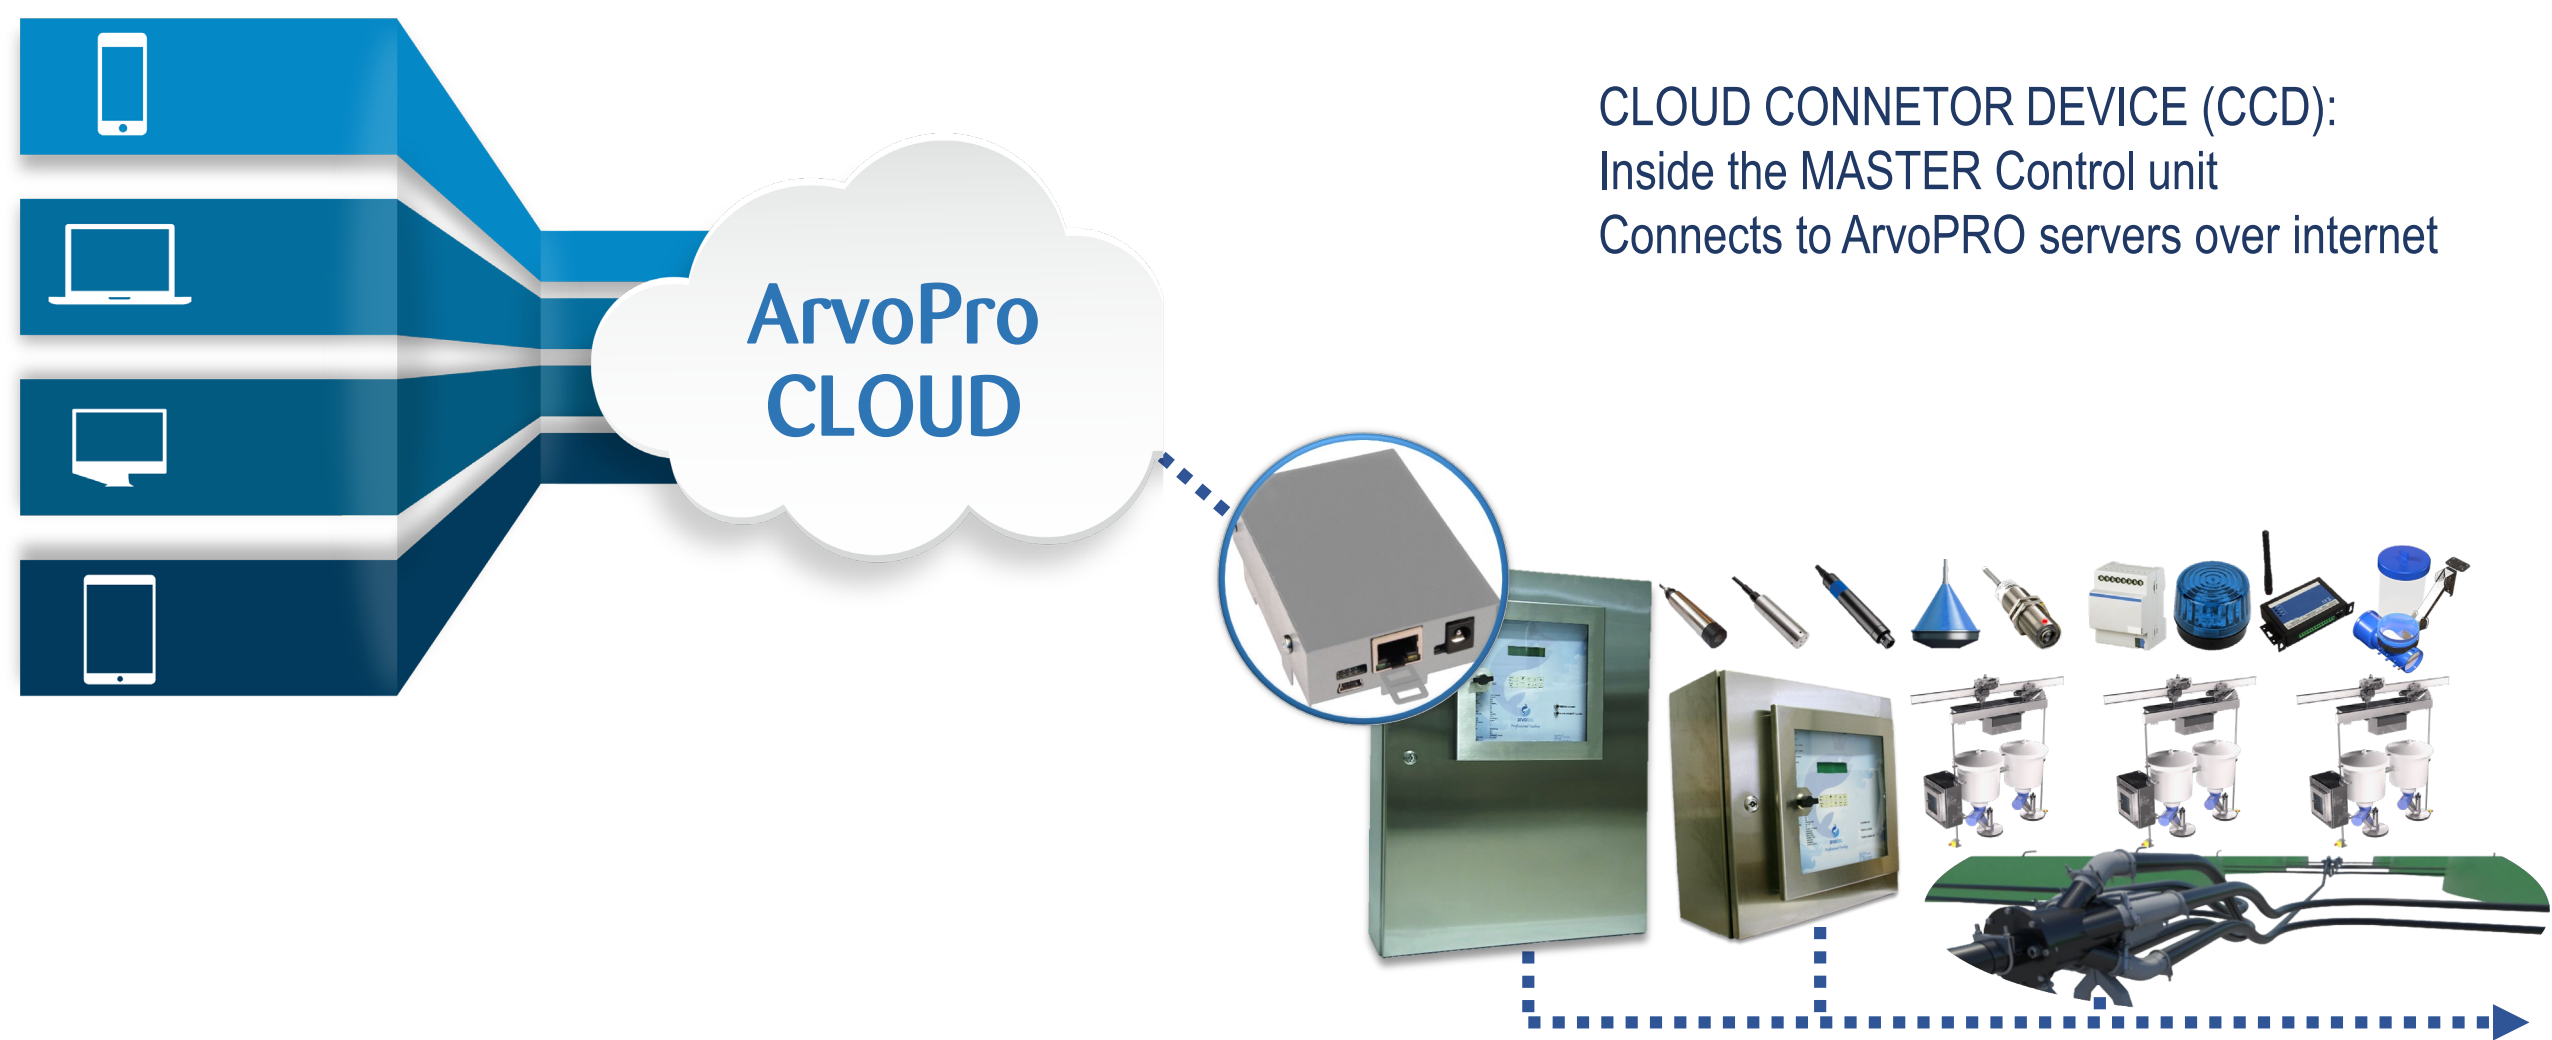 CLOUD CONNETOR DEVICE (CCD):
Inside the MASTER Control unit
Connects to ArvoPRO servers over internet
ArvoPro
CLOUD